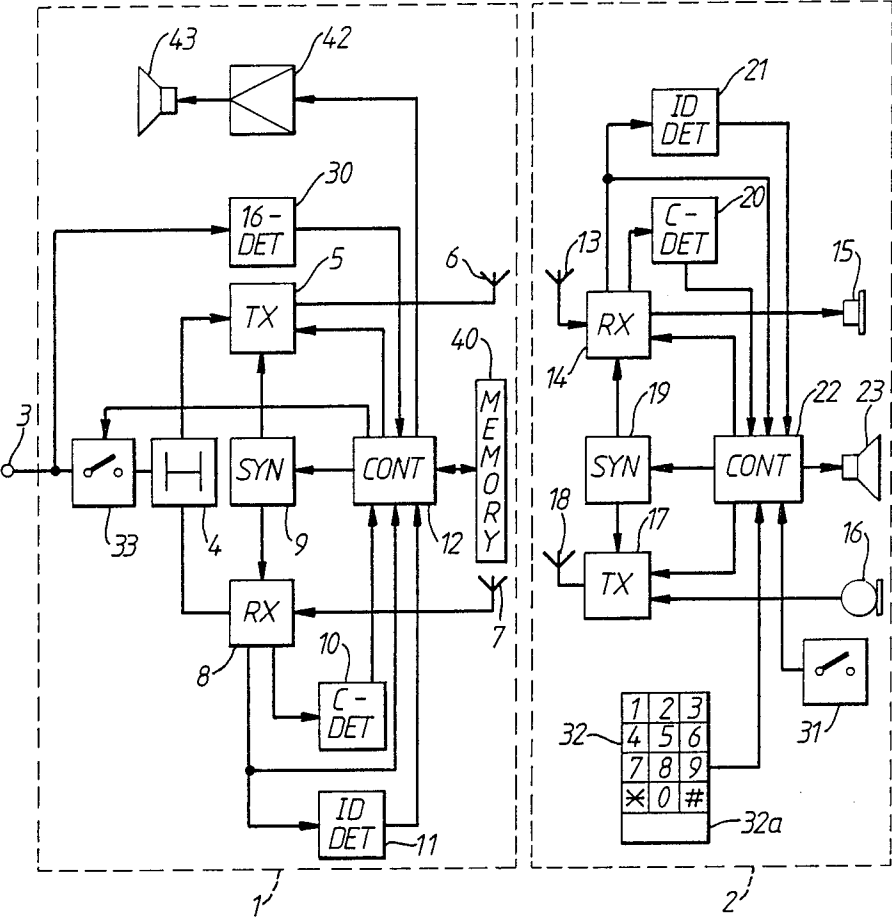 43
42
21
ID
DET
30
16-
DET
20
C-
DET
13
15
5
6
TX
RX
14
40
MEMORY
3
19
22
23
SYN
CONT
SYN
CONT
33
4
9
12
18
17
16
TX
RX
7
8
10
C-
DET
31
32
1 2 3
4 5 6
7 8 9
* 0 #
32a
ID
DET
11
1
2